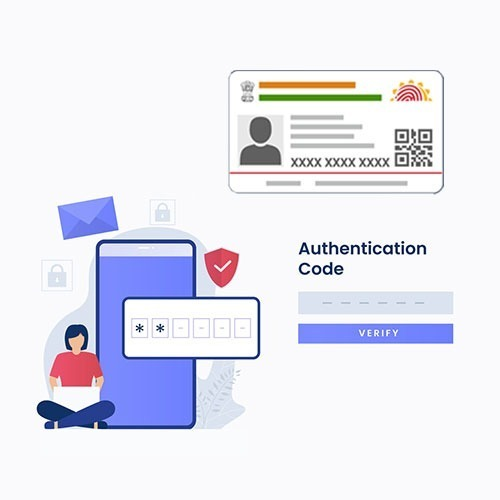 XXXX XXXX XXXX
Authentication
Code
* *
VERIFY